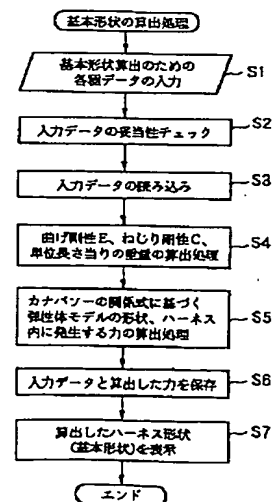 基本形状の算出処理
基本形状算出のための
各種データの入力
S1
入力データの妥当性チェック
S2
入力データの読み込み
S3
曲げ剛性E、ねじり剛性C、
単位長さ当りの重量の算出処理
S4
カナバソーの関係式に基づく
弾性体モデルの形状、ハーネス
内に発生する力の算出処理
S5
入力データと算出した力を保存
S6
算出したハーネス形状
(基本形状)を表示
S7
エンド